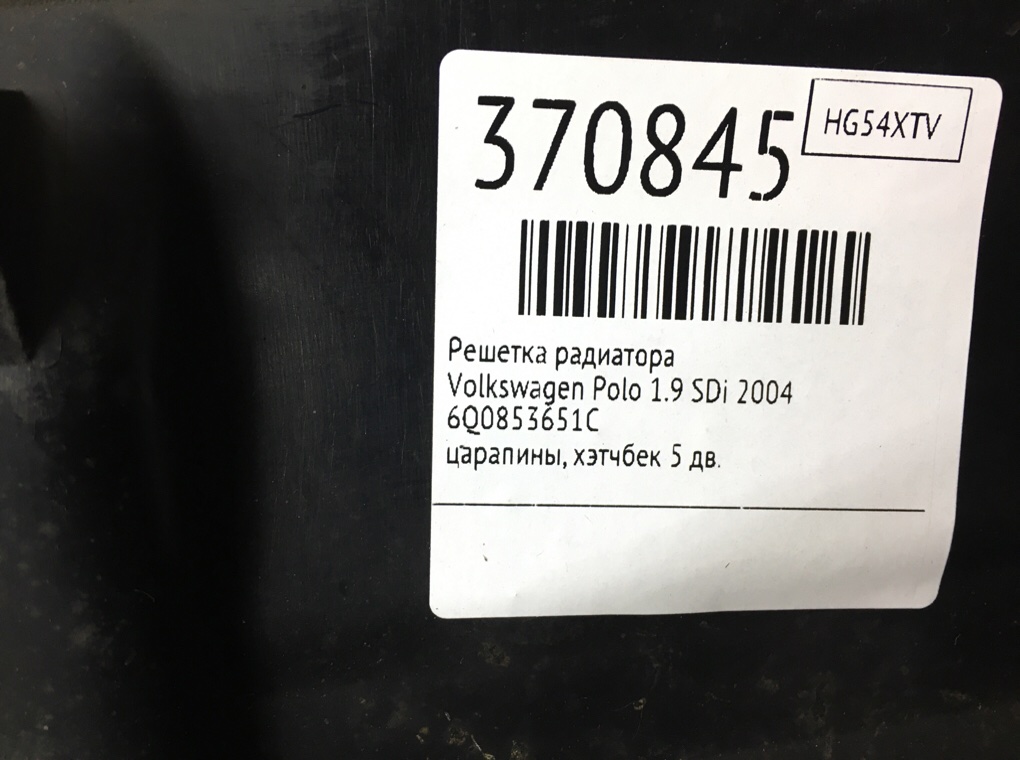 370845
HG54XTV
Решетка радиатора
Volkswagen Polo 1.9 SDi 2004
6Q0853651C
царапины, хэтчбек 5 дв.